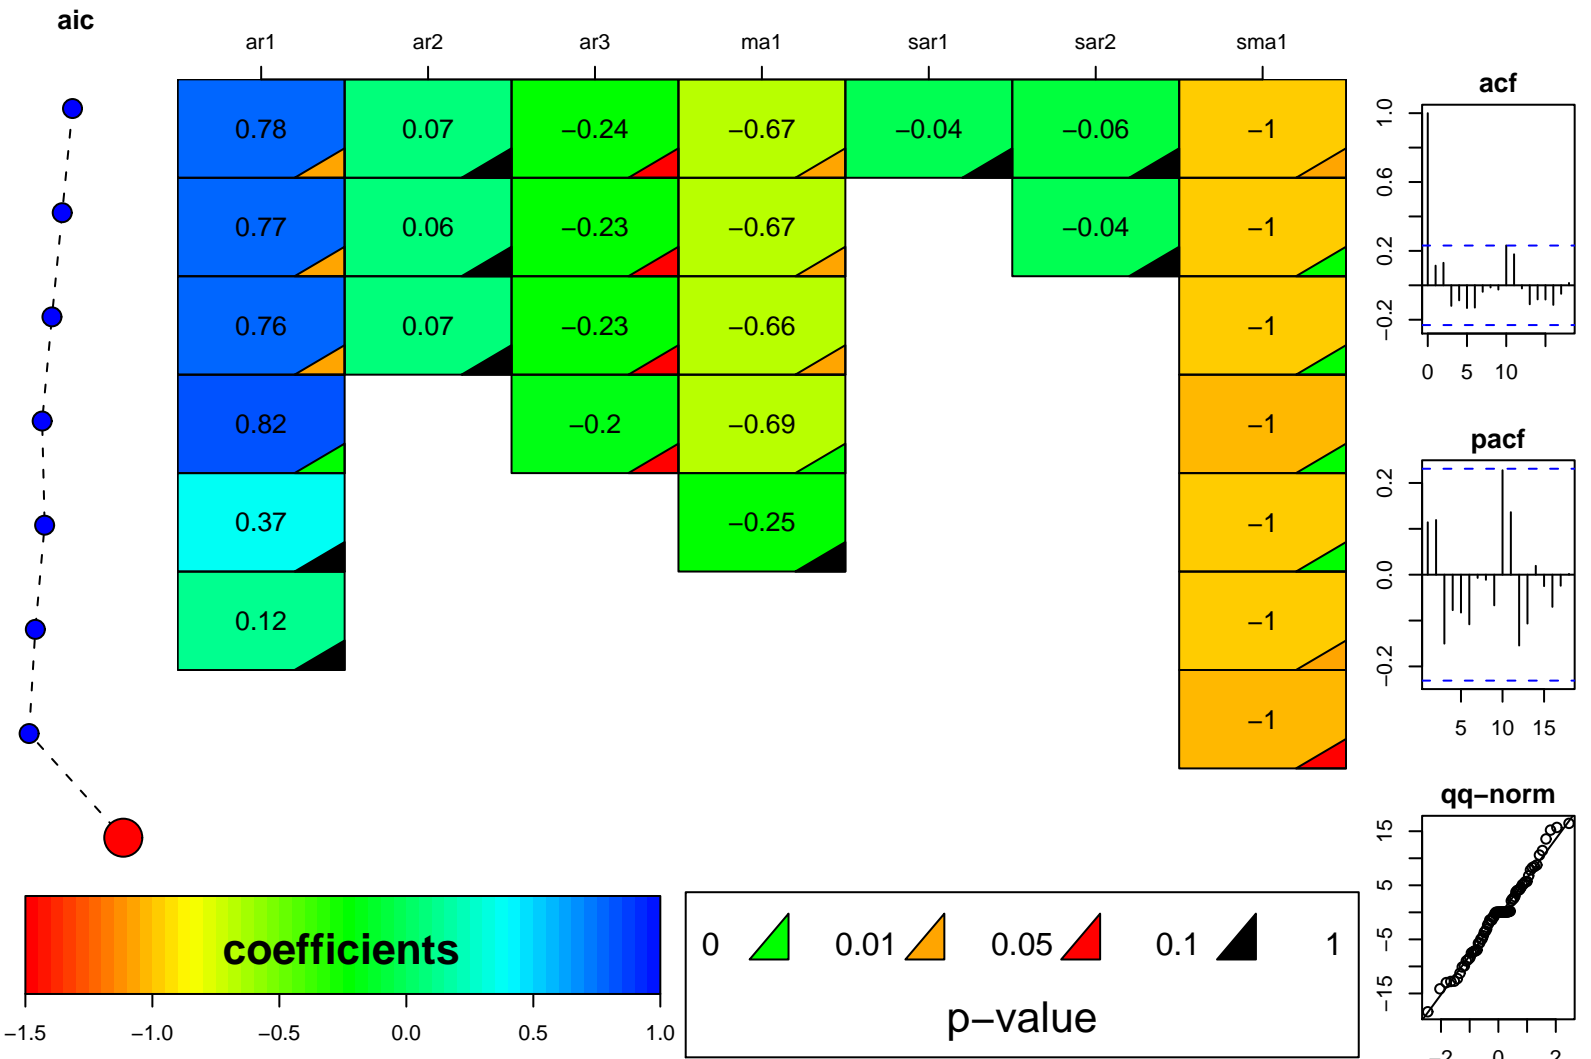 aic
ar1 ar2 ar3 ma1 sar1 sar2 sma1
0.78 0.07 −0.24 −0.67 −0.04 −0.06 −1
0.77 0.06 −0.23 −0.67 −0.04 −1
0.76 0.07 −0.23 −0.66 −1
0.82 −0.2 −0.69 −1
0.37 −0.25 −1
0.12 −1
−1
coefficients
−1.5 −1.0 −0.5 0.0 0.5 1.0
0 0.01 0.05 0.1 1
p−value
acf
1.0
0.6
0.2
−0.2
0 5 10
pacf
0.2
0.0
−0.2
5 10 15
qq−norm
15
5
−5
−15
−2 0 2